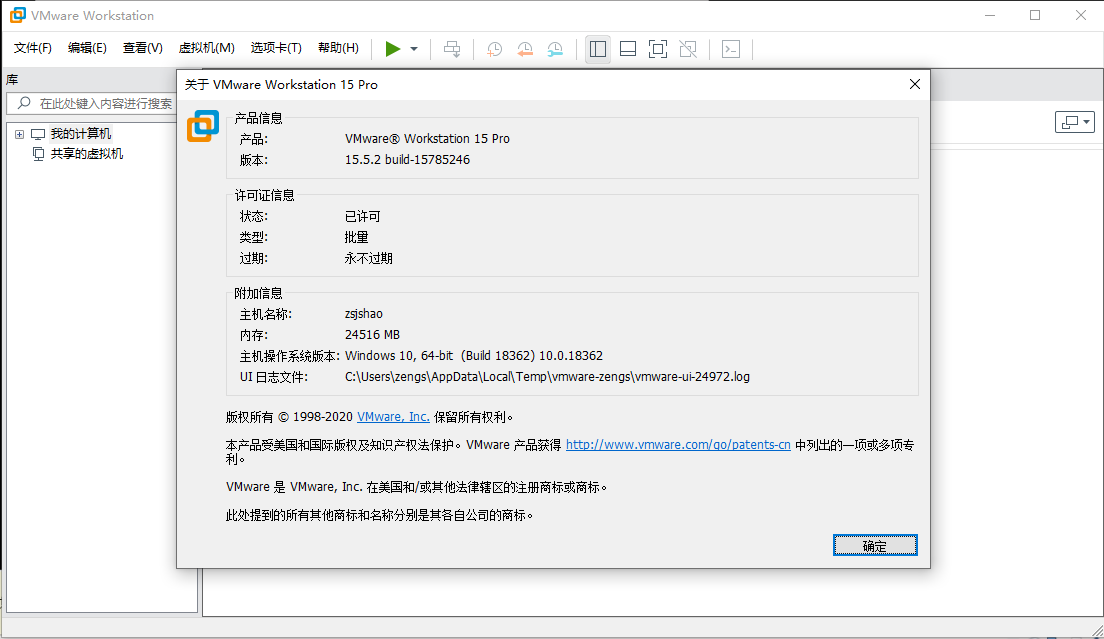 VMware Workstation
文件(F) 编辑(E) 查看(V) 虚拟机(M) 选项卡(T) 帮助(H)
库
在此处键入内容进行搜索
我的计算机
共享的虚拟机
关于 VMware Workstation 15 Pro
产品信息
产品: VMware® Workstation 15 Pro
版本: 15.5.2 build-15785246
许可证信息
状态: 已许可
类型: 批量
过期: 永不过期
附加信息
主机名称: zsjshao
内存: 24516 MB
主机操作系统版本: Windows 10, 64-bit (Build 18362) 10.0.18362
UI 日志文件: C:\Users\zengs\AppData\Local\Temp\vmware-zengs\vmware-ui-24972.log
版权所有 © 1998-2020 VMware, Inc. 保留所有权利。
本产品受美国和国际版权及知识产权法保护。VMware 产品获得 http://www.vmware.com/go/patents-cn 中列出的一项或多项专
利。
VMware 是 VMware, Inc. 在美国和/或其他法律辖区的注册商标或商标。
此处提到的所有其他商标和名称分别是其各自公司的商标。
确定